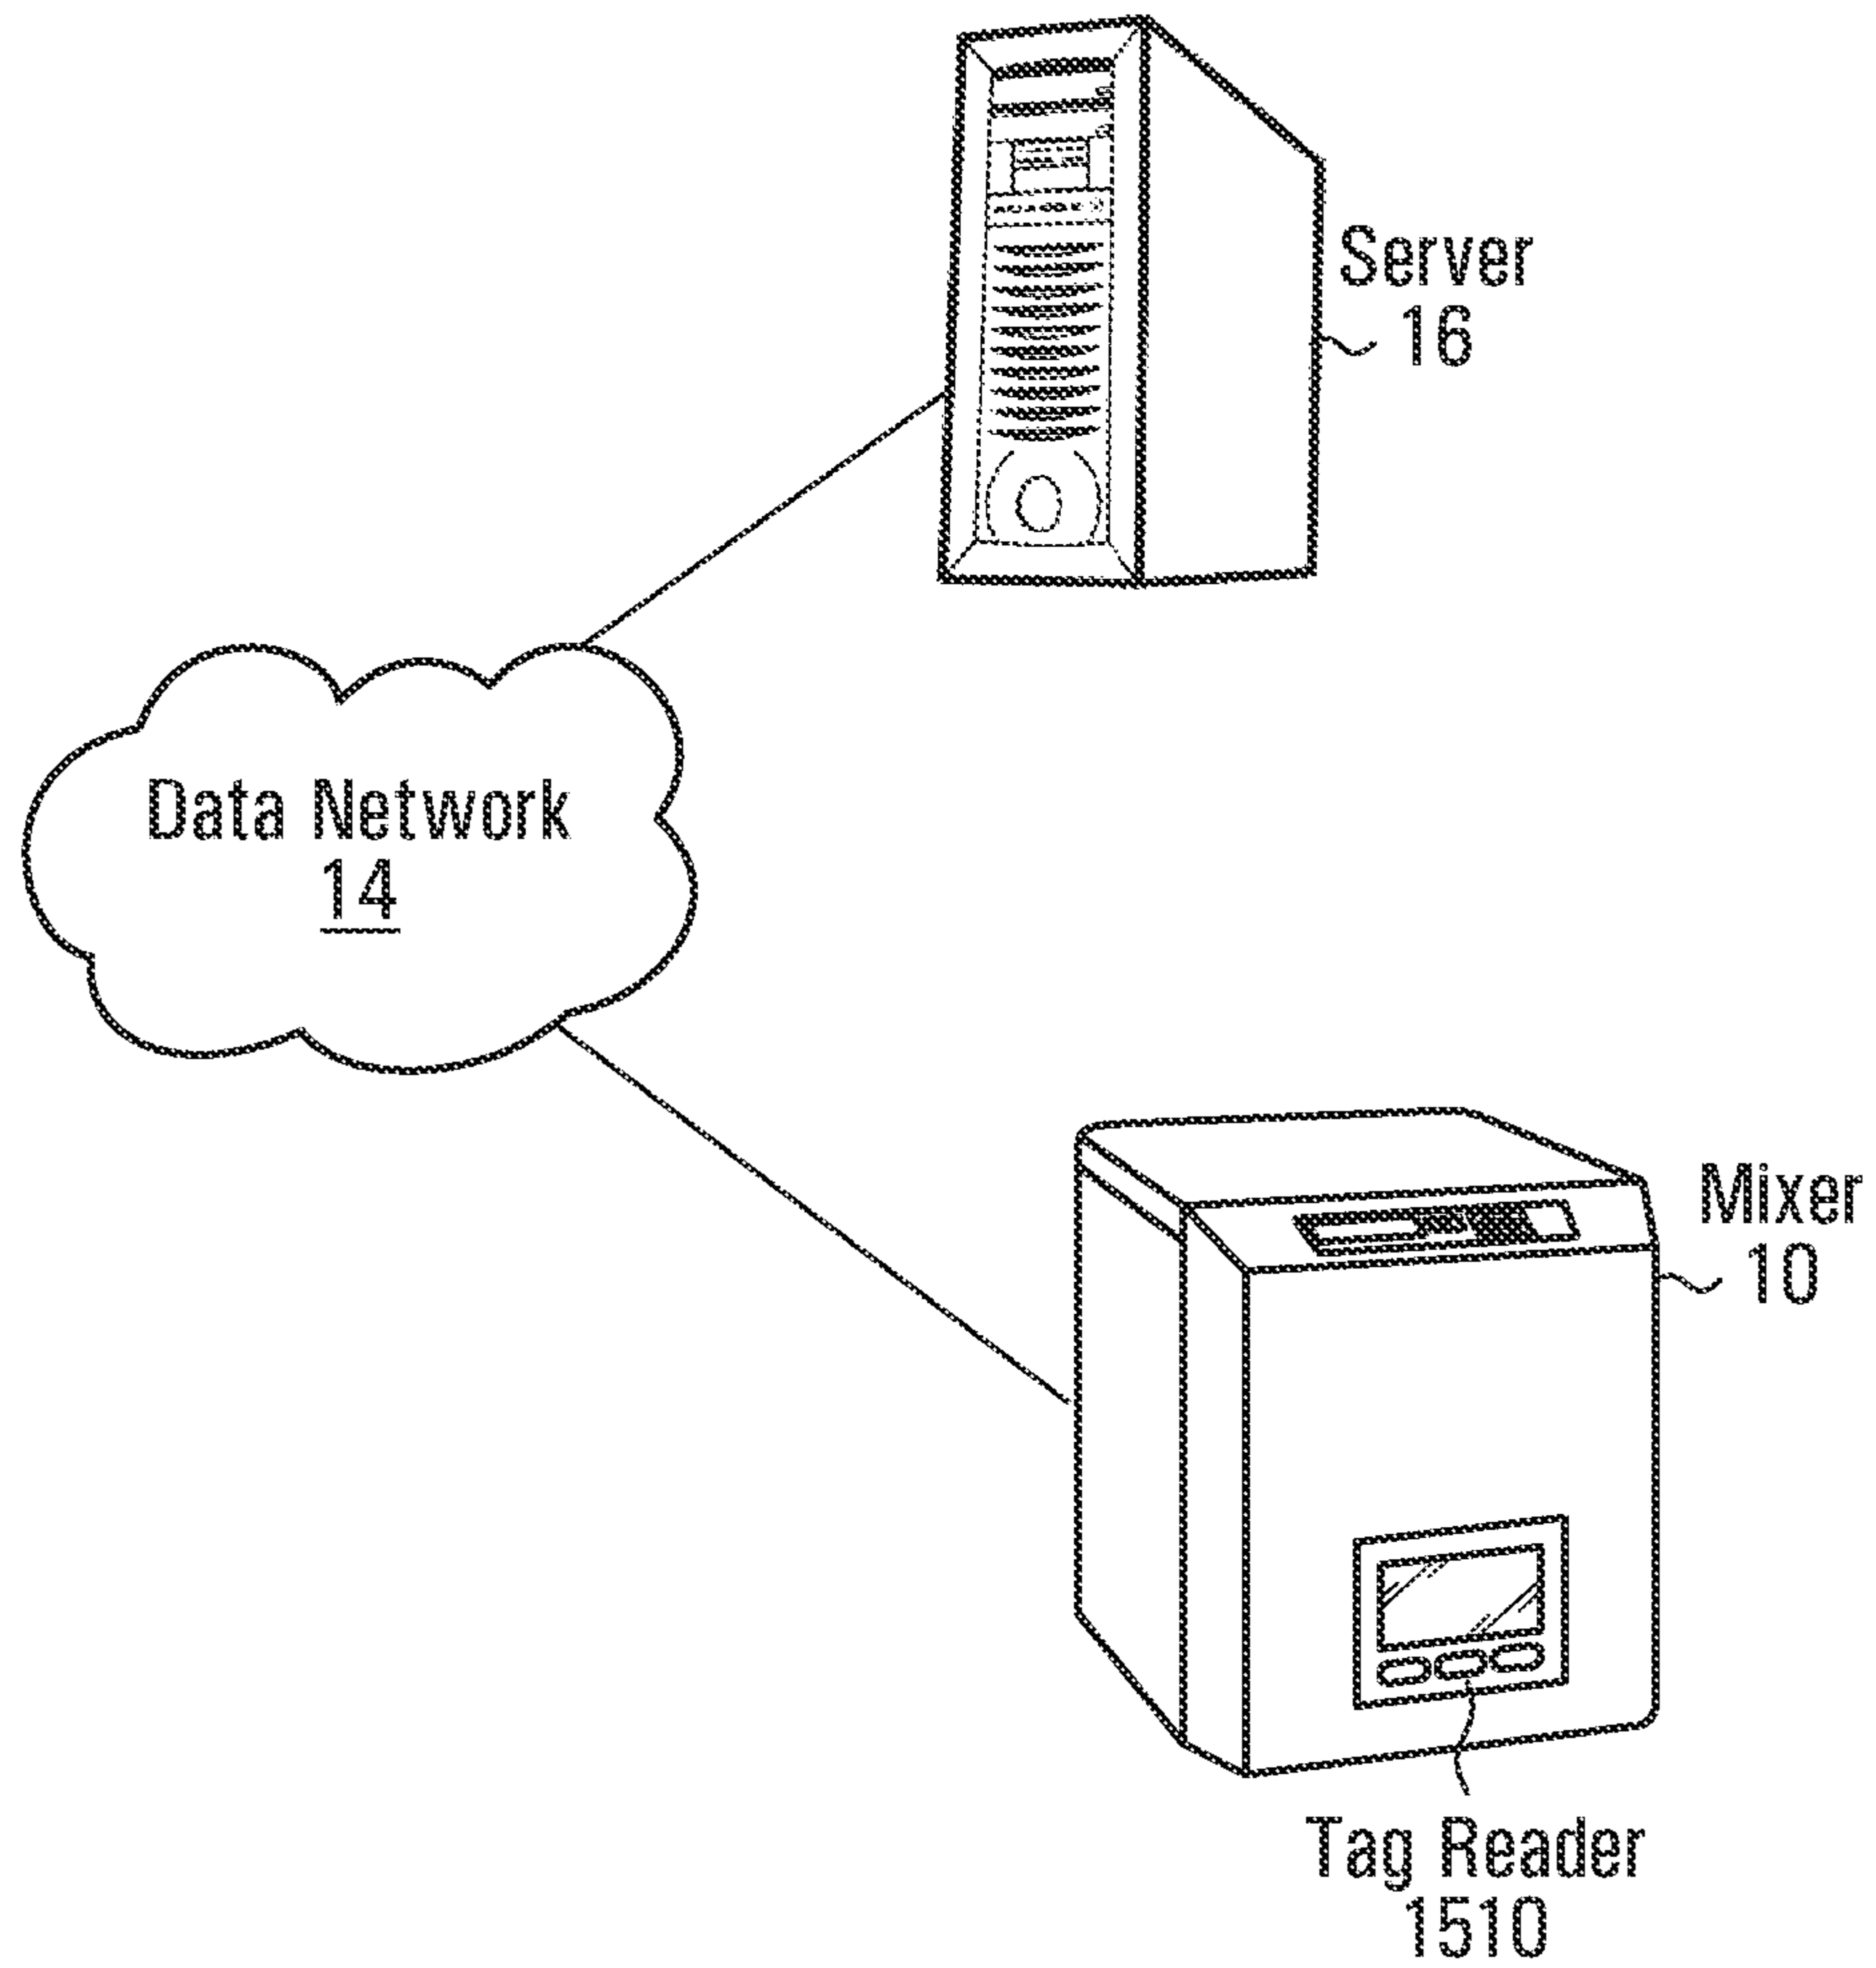 Server
16
Data Network
14
Mixer
10
Tag Reader
1510